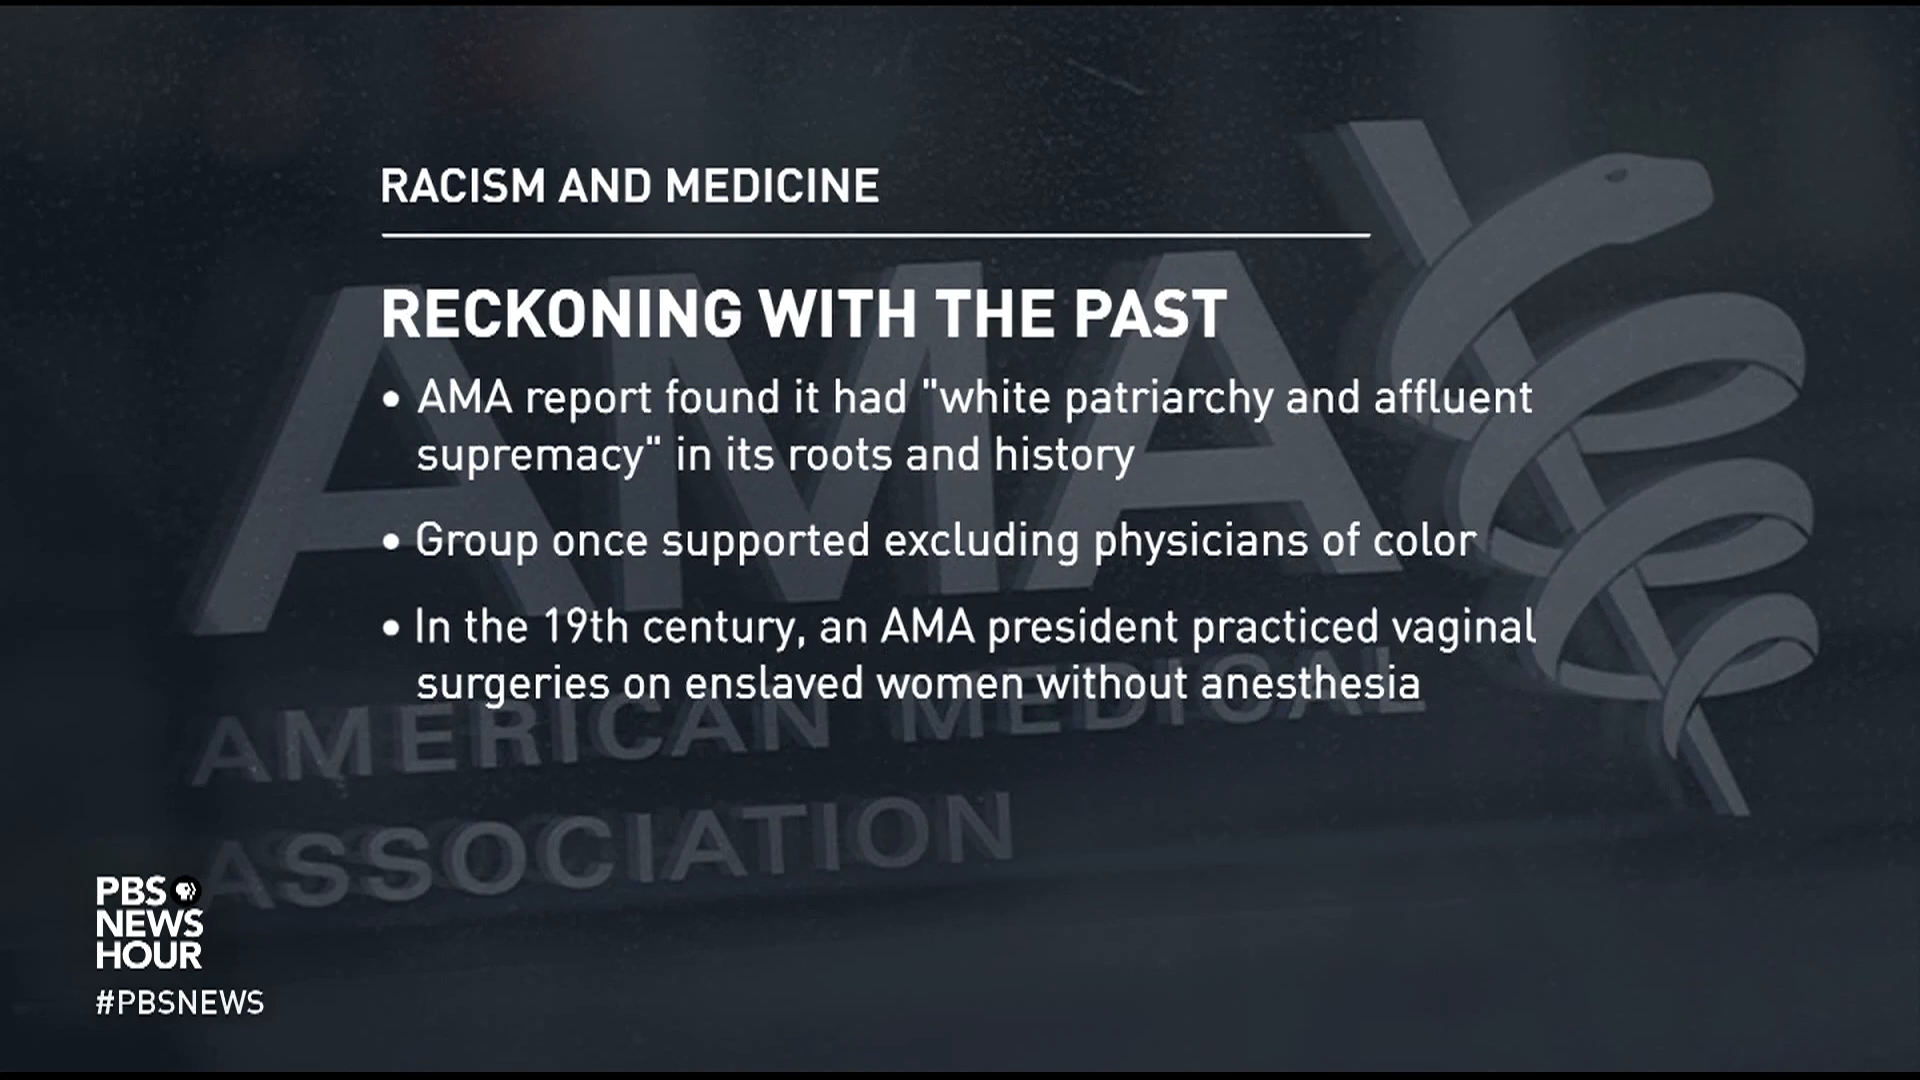 RACISM AND MEDICINE
RECKONING WITH THE PAST
• AMA report found it had "white patriarchy and affluent
supremacy" in its roots and history
• Group once supported excluding physicians of color
• In the 19th century, an AMA president practiced vaginal
surgeries on enslaved women without anesthesia
AMA
AMERICAN MEDICAL
ASSOCIATION
PBS
NEWS
HOUR
#PBSNEWS